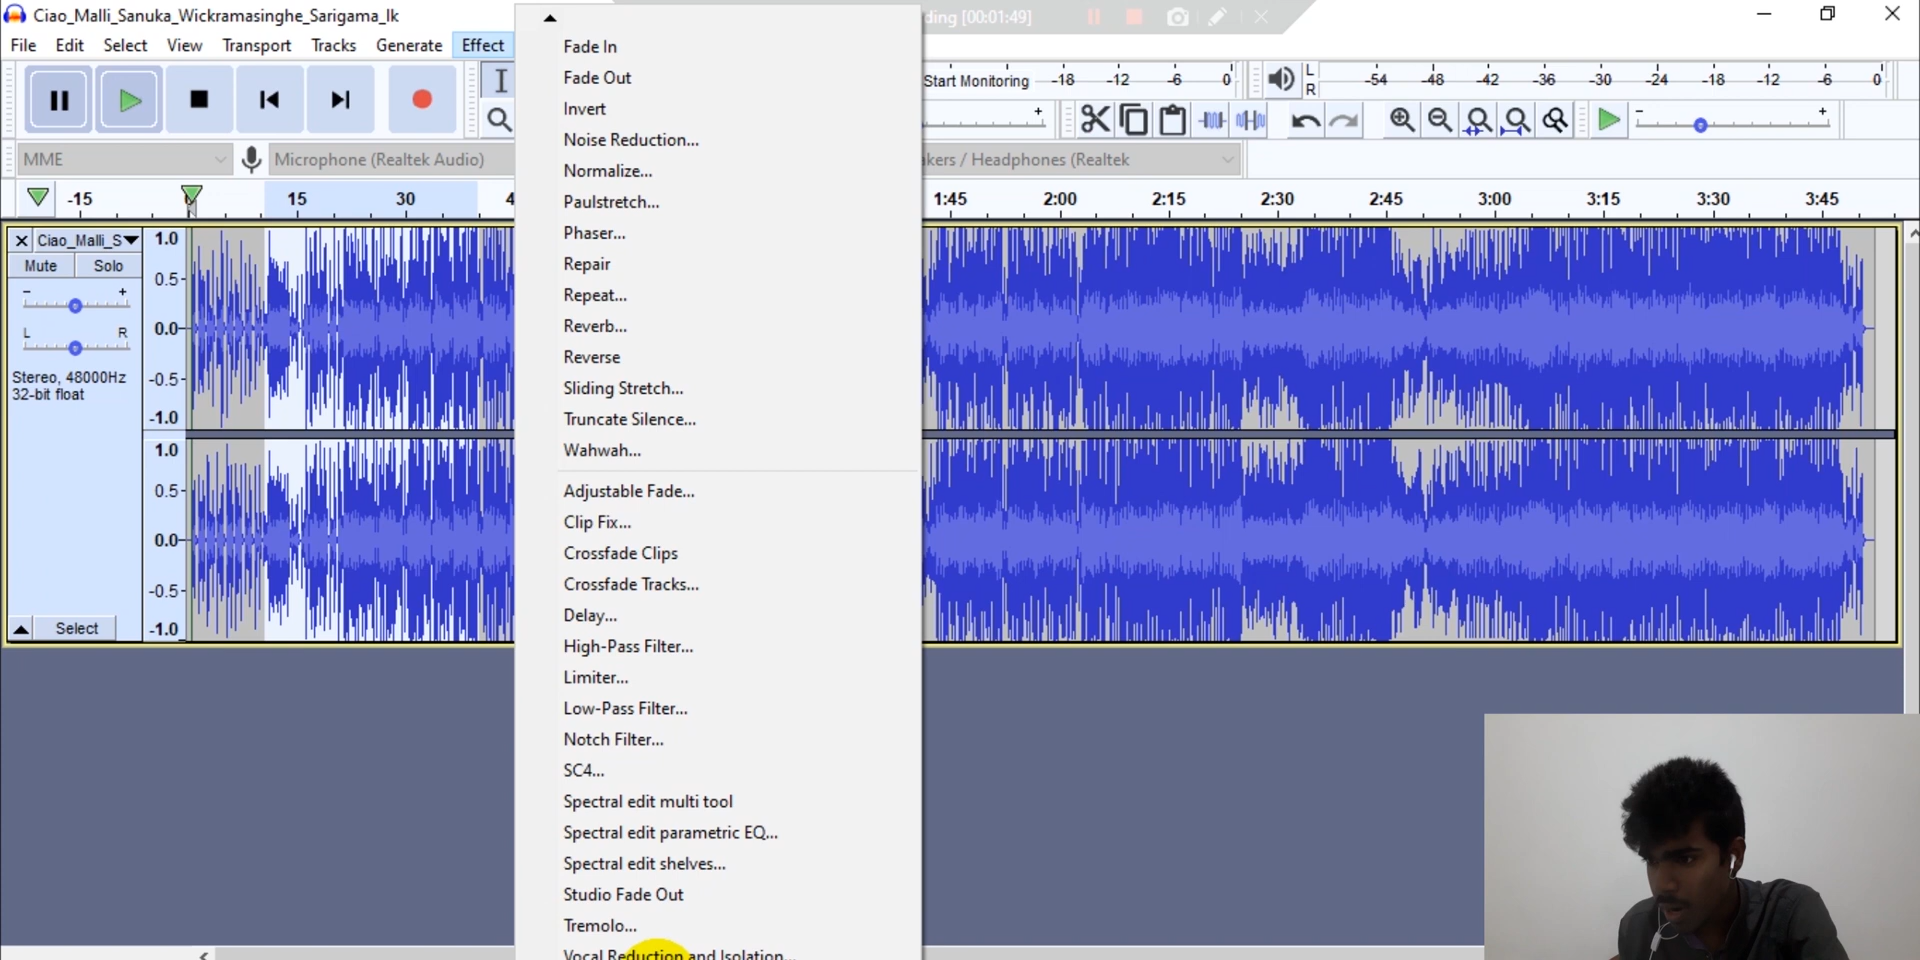 Ciao_Malli_Sanuka_Wickramasinghe_Sarigama_lk
ding [00:01:49]
File Edit Select View Transport Tracks Generate Effect
Fade In
Fade Out
Invert
Noise Reduction...
Normalize...
Paulstretch...
Phaser...
Repair
Repeat...
Reverb...
Reverse
Sliding Stretch...
Truncate Silence...
Wahwah...
Adjustable Fade...
Clip Fix...
Crossfade Clips
Crossfade Tracks...
Delay...
High-Pass Filter...
Limiter...
Low-Pass Filter...
Notch Filter...
SC4...
Spectral edit multi tool
Spectral edit parametric EQ...
Spectral edit shelves...
Studio Fade Out
Tremolo...
Vocal Reduction and Isolation...
Start Monitoring -18 -12 -6 0
L
R
-54 -48 -42 -36 -30 -24 -18 -12 -6 0
- +
+
MME Microphone (Realtek Audio) akers / Headphones (Realtek
-15 0 15 30 4 1:45 2:00 2:15 2:30 2:45 3:00 3:15 3:30 3:45
Ciao_Malli_S
Mute Solo
- +
L R
Stereo, 48000Hz
32-bit float
Select
1.0
0.5-
0.0-
-0.5-
-1.0
1.0
0.5-
0.0-
-0.5-
-1.0